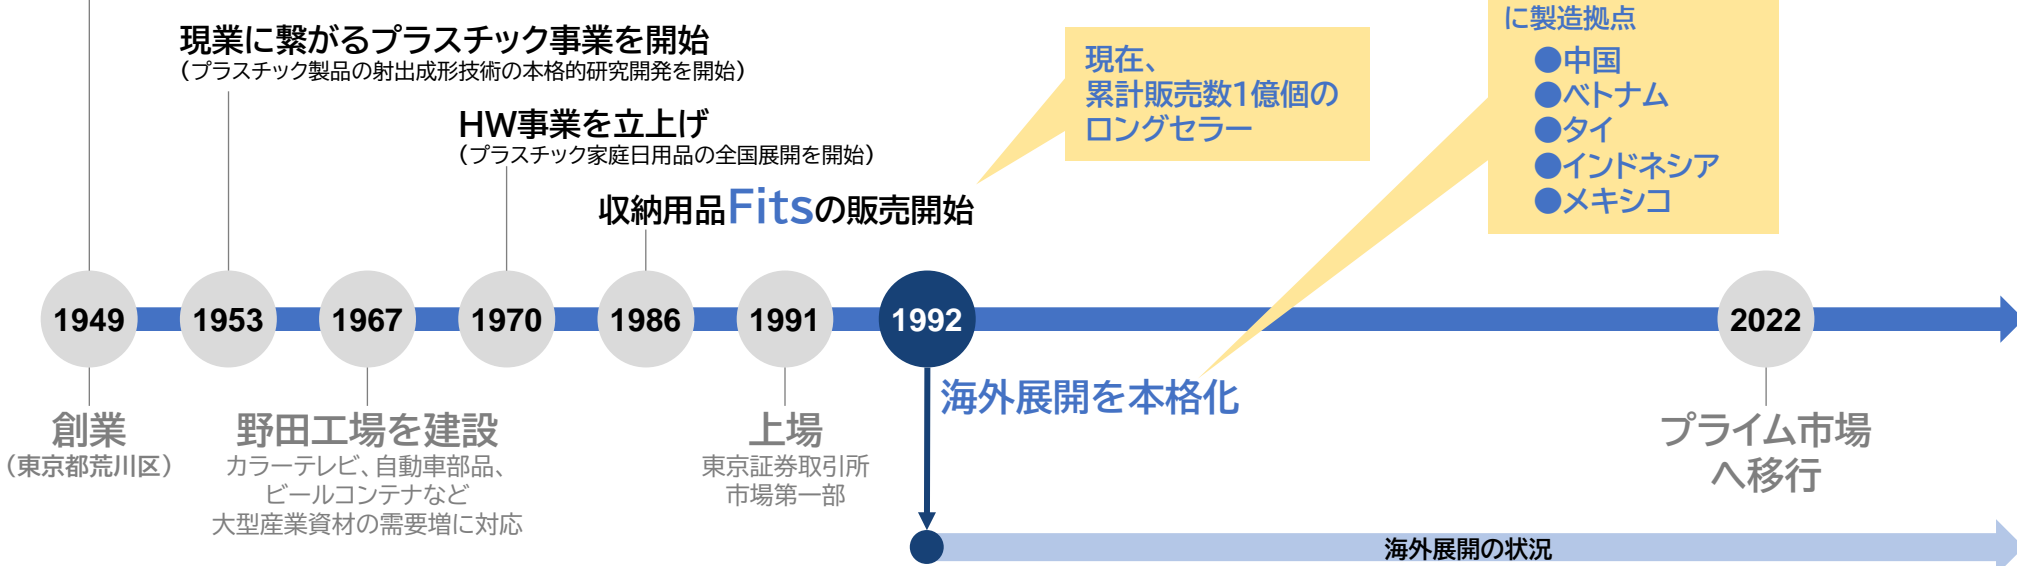 現業に繋がるプラスチック事業を開始
（プラスチック製品の射出成形技術の本格的研究開発を開始）
HW事業を立上げ
（プラスチック家庭日用品の全国展開を開始）
収納用品Fitsの販売開始
現在、
累計販売数1億個の
ロングセラー
に製造拠点
●中国
●ベトナム
●タイ
●インドネシア
●メキシコ
1949
1953
1967
1970
1986
1991
1992
2022
創業
（東京都荒川区）
野田工場を建設
カラーテレビ、自動車部品、
ビールコンテナなど
大型産業資材の需要増に対応
上場
東京証券取引所
市場第一部
海外展開を本格化
プライム市場
へ移行
海外展開の状況